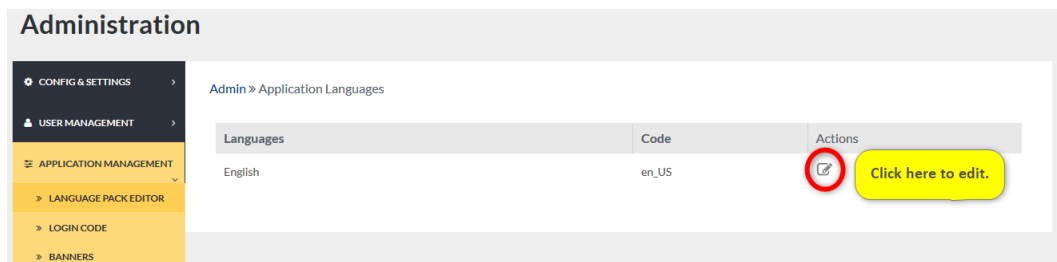 Administration
CONFIG & SETTINGS
Admin » Application Languages
USER MANAGEMENT
Languages Code Actions
APPLICATION MANAGEMENT
English en_US Click here to edit.
» LANGUAGE PACK EDITOR
» LOGIN CODE
» BANNERS